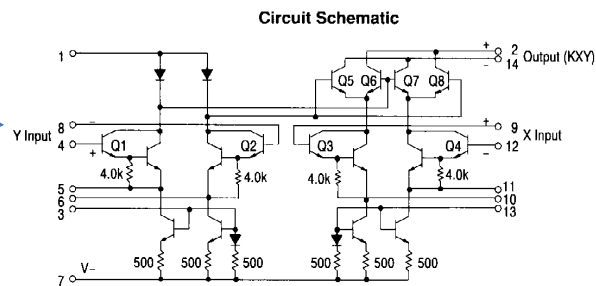 Circuit Schematic
1
+ 2 Output (KXY)
− 14
Q5 Q6 Q7 Q8
8 −
+ 9
Y Input
X Input
4 + Q1
Q2
Q3
Q4
− 12
4.0k
4.0k
4.0k
4.0k
5
11
6
10
3
13
500 500 500 500 500 500
7 V−